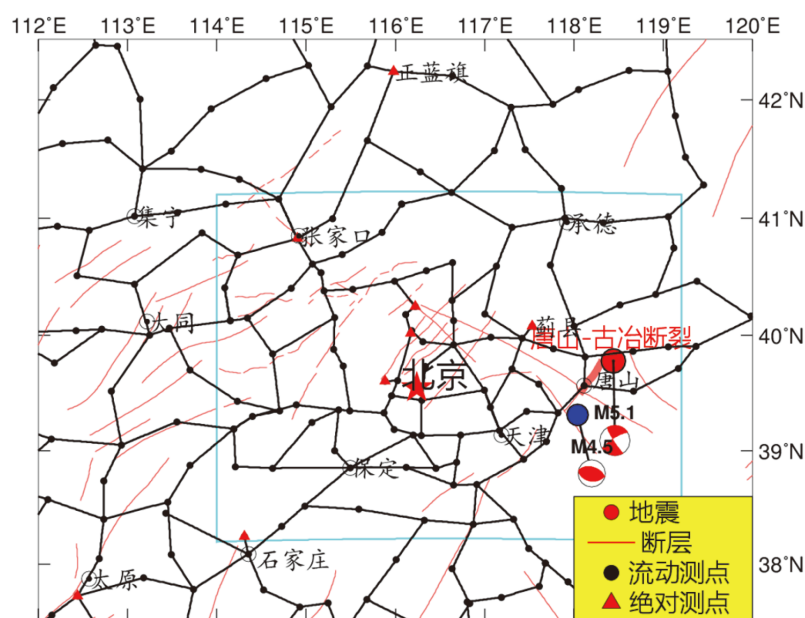 112°E 113°E 114°E 115°E 116°E 117°E 118°E 119°E 120°E
正蓝旗
42°N
集宁
承德
41°N
张家口
大同
蓟县
40°N
唐山-古冶断裂
北京
唐山
M5.1
天津
M4.5
39°N
保定
地震
石家庄
断层
38°N
太原
流动测点
绝对测点